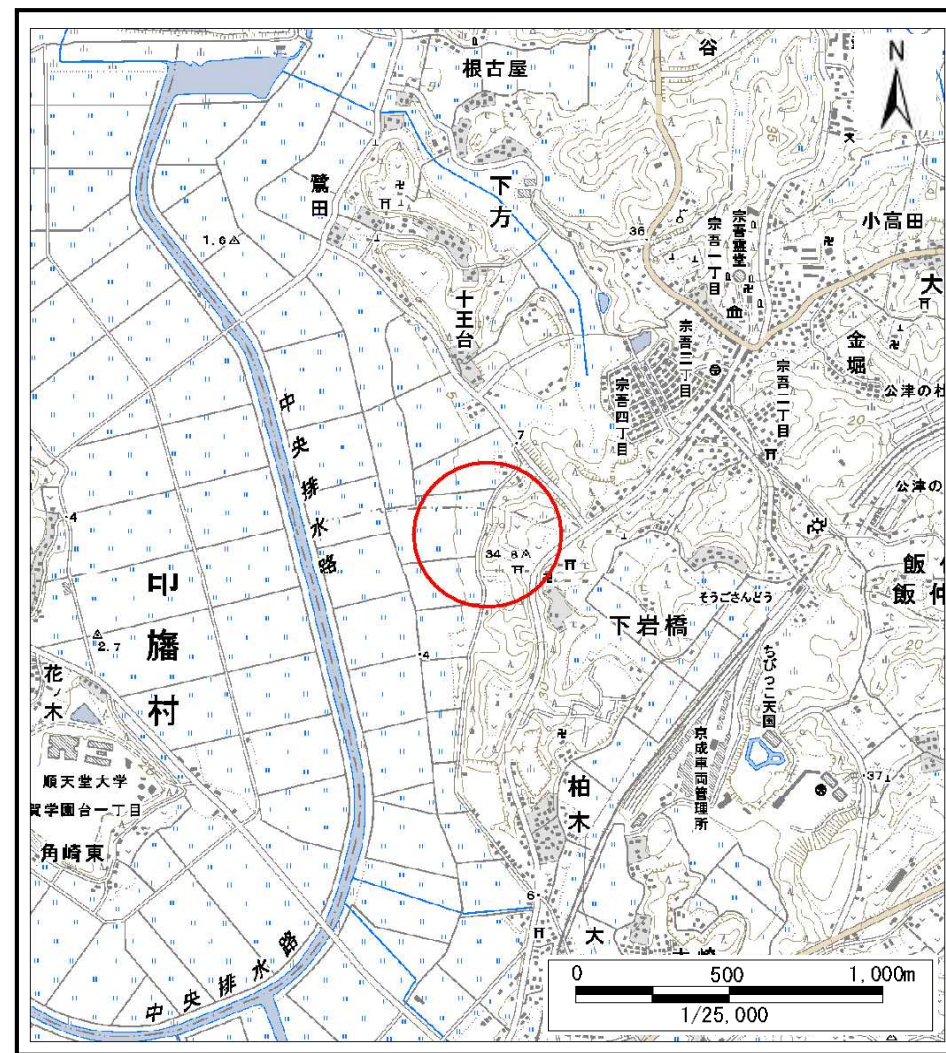 谷
N
根古屋
鷺田
下方
1.6
36
宗吾霊堂
宗吾一丁目
小高田
大
十王台
宗吾二丁目
金堀
宗吾四丁目
宗吾二丁目
公津の杜
5
7
中央排水路
公津の
4
34.8
印旛村
飯仲
そうごさんどう
下岩橋
2.7
4
花ノ木
ちびっこ天国
京成車両管理所
順天堂大学
柏木
37
賀学園台一丁目
角崎東
6
大
中央排水路
0 500 1,000m
1/25,000